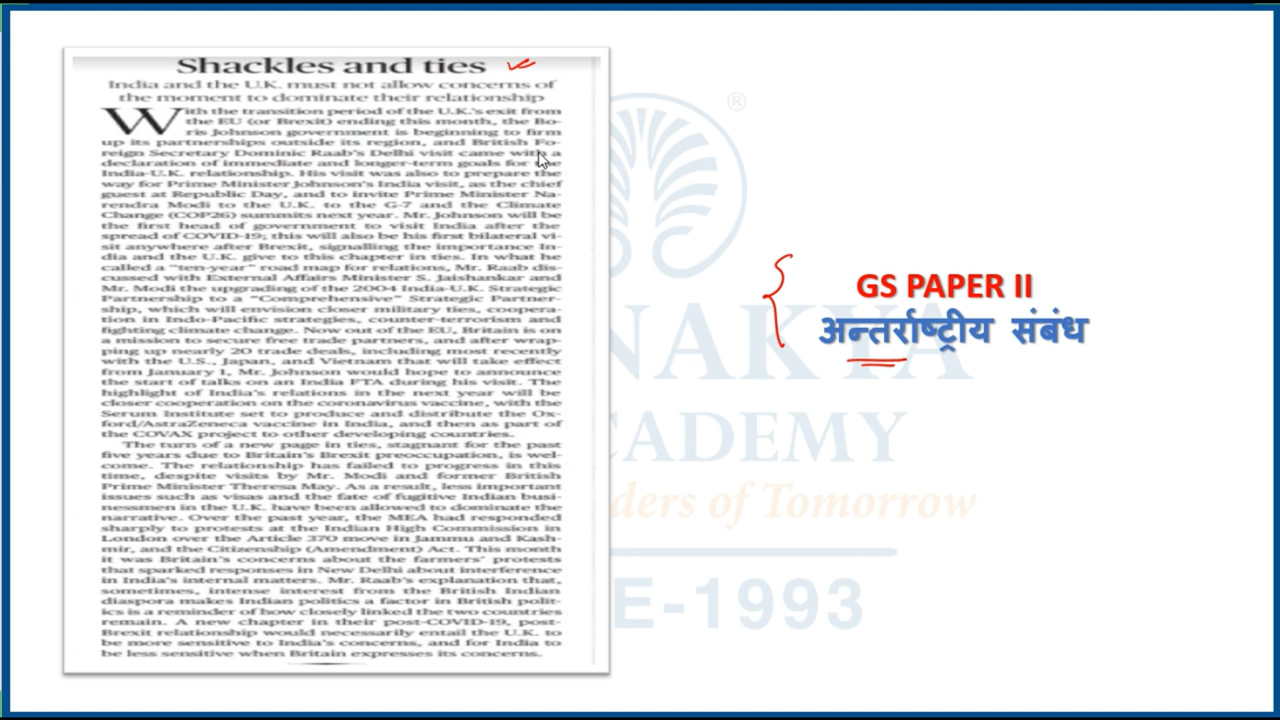 Shackles and ties
India and the U.K. must not allow concerns of
the moment to dominate their relationship
With the transition period of the U.K.'s exit from
the EU (or Brexit) ending this month, the Bo-
ris Johnson government is beginning to firm
up its partnerships outside its region, and British Fo-
reign Secretary Dominic Raab's Delhi visit came with a
declaration of immediate and longer-term goals for the
India-U.K. relationship. His visit was also to prepare the
way for Prime Minister Johnson's India visit, as the chief
guest at Republic Day, and to invite Prime Minister Na-
rendra Modi to the U.K. to the G-7 and the Climate
Change (COP26) summits next year. Mr. Johnson will be
the first head of government to visit India after the
spread of COVID-19; this will also be his first bilateral vi-
sit anywhere after Brexit, signalling the importance In-
dia and the U.K. give to this chapter in ties. In what he
called a "ten-year" road map for relations, Mr. Raab dis-
cussed with External Affairs Minister S. Jaishankar and
Mr. Modi the upgrading of the 2004 India-U.K. Strategic
Partnership to a "Comprehensive" Strategic Partner-
ship, which will envision closer military ties, coopera-
tion in Indo-Pacific strategies, counter-terrorism and
fighting climate change. Now out of the EU, Britain is on
a mission to secure free trade partners, and after wrap-
ping up nearly 20 trade deals, including most recently
with the U.S., Japan, and Vietnam that will take effect
from January 1, Mr. Johnson would hope to announce
the start of talks on an India FTA during his visit. The
highlight of India's relations in the next year will be
closer cooperation on the coronavirus vaccine, with the
Serum Institute set to produce and distribute the Ox-
ford/AstraZeneca vaccine in India, and then as part of
the COVAX project to other developing countries.
The turn of a new page in ties, stagnant for the past
five years due to Britain's Brexit preoccupation, is wel-
come. The relationship has failed to progress in this
time, despite visits by Mr. Modi and former British
Prime Minister Theresa May. As a result, less important
issues such as visas and the fate of fugitive Indian busi-
nessmen in the U.K. have been allowed to dominate the
narrative. Over the past year, the MEA had responded
sharply to protests at the Indian High Commission in
London over the Article 370 move in Jammu and Kash-
mir, and the Citizenship (Amendment) Act. This month
it was Britain's concerns about the farmers' protests
that sparked responses in New Delhi about interference
in India's internal matters. Mr. Raab's explanation that,
sometimes, intense interest from the British Indian
diaspora makes Indian politics a factor in British polit-
ics is a reminder of how closely linked the two countries
remain. A new chapter in their post-COVID-19, post-
Brexit relationship would necessarily entail the U.K. to
be more sensitive to India's concerns, and for India to
be less sensitive when Britain expresses its concerns.
GS PAPER II
अन्तर्राष्ट्रीय संबंध
®
NAKYA
ADEMY
ders of Tomorrow
E-1993